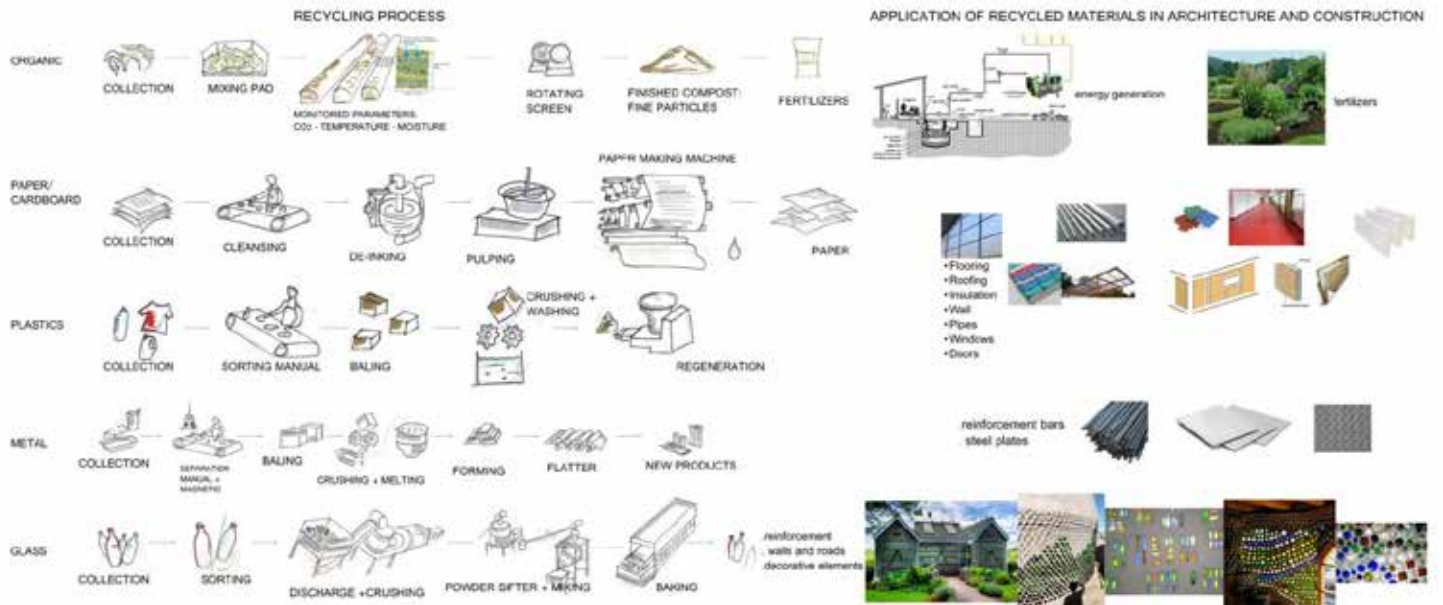 RECYCLING PROCESS
APPLICATION OF RECYCLED MATERIALS IN ARCHITECTURE AND CONSTRUCTION
ORGANIC
COLLECTION
MIXING PAD
MONITORED PARAMETERS:
CO2 - TEMPERATURE - MOISTURE
ROTATING
SCREEN
FINISHED COMPOST:
FINE PARTICLES
FERTILIZERS
energy generation
fertilizers
PAPER/
CARDBOARD
COLLECTION
CLEANSING
DE-INKING
PULPING
PAPER MAKING MACHINE
PAPER
•Flooring
•Roofing
•Insulation
•Wall
•Pipes
•Windows
•Doors
PLASTICS
COLLECTION
SORTING MANUAL
BALING
CRUSHING +
WASHING
REGENERATION
METAL
COLLECTION
SEPARATION
MANUAL +
MAGNETIC
BALING
CRUSHING + MELTING
FORMING
FLATTER
NEW PRODUCTS
.reinforcement bars
. steel plates
GLASS
COLLECTION
SORTING
DISCHARGE +CRUSHING
POWDER SIFTER + MIXING
BAKING
.reinforcement
. walls and roads
.decorative elements